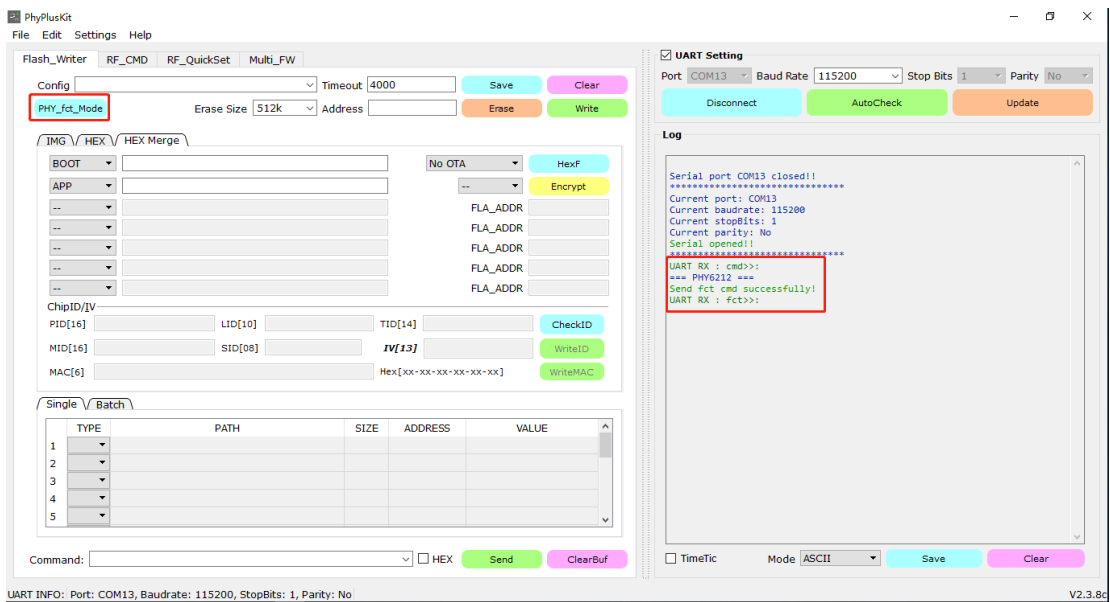 PhyPlusKit
File Edit Settings Help
Flash_Writer RF_CMD RF_QuickSet Multi_FW
Config Timeout 4000 Save Clear
PHY_fct_Mode Erase Size 512k Address Erase Write
IMG HEX HEX Merge
BOOT No OTA HexF
APP -- Encrypt
-- FLA_ADDR
-- FLA_ADDR
-- FLA_ADDR
-- FLA_ADDR
-- FLA_ADDR
ChipID/IV
PID[16] LID[10] TID[14] CheckID
MID[16] SID[08] IV[13] WriteID
MAC[6] Hex[xx-xx-xx-xx-xx-xx] WriteMAC
Single Batch
TYPE PATH SIZE ADDRESS VALUE
1
2
3
4
5
Command: HEX Send ClearBuf
UART Setting
Port COM13 Baud Rate 115200 Stop Bits 1 Parity No
Disconnect AutoCheck Update
Log
Serial port COM13 closed!!
*******************************
Current port: COM13
Current baudrate: 115200
Current stopBits: 1
Current parity: No
Serial opened!!
*******************************
UART RX : cmd>>:
=== PHY6212 ===
Send fct cmd successfully!
UART RX : fct>>:
TimeTic Mode ASCII Save Clear
UART INFO: Port: COM13, Baudrate: 115200, StopBits: 1, Parity: No V2.3.8c